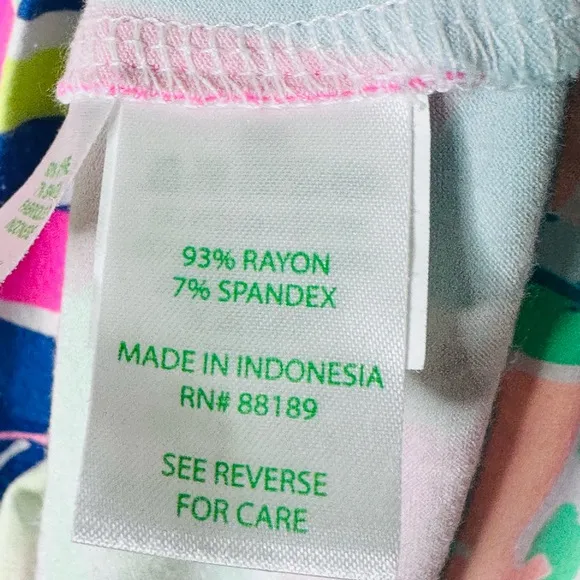 93% RAYON
7% SPANDEX
MADE IN INDONESIA
RN# 88189
SEE REVERSE
FOR CARE